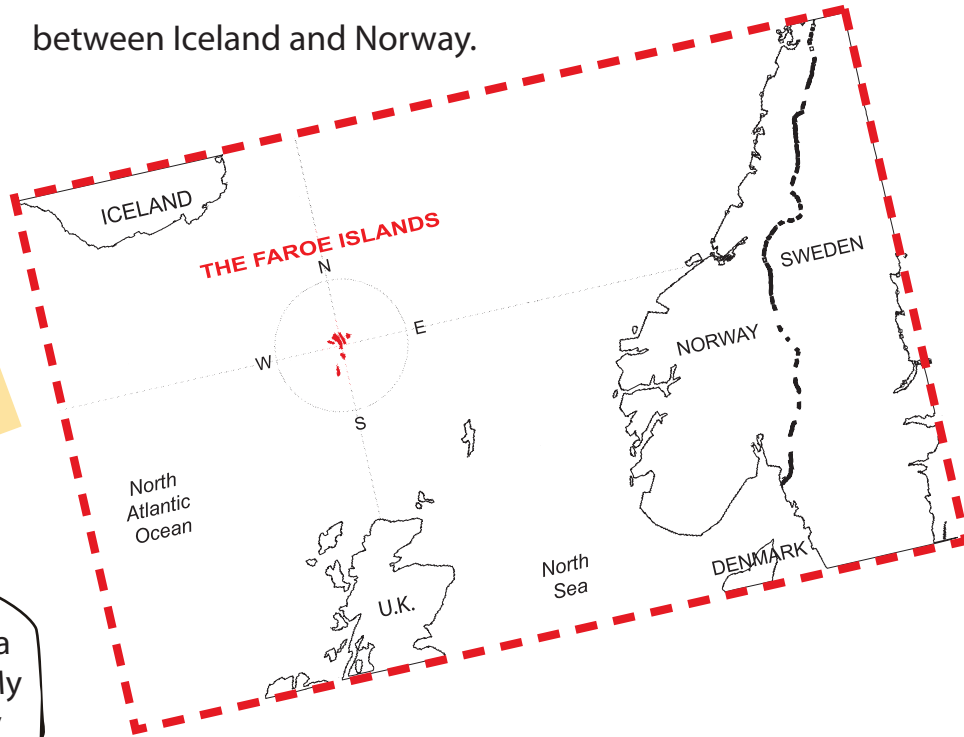 between Iceland and Norway.
ICELAND
THE FAROE ISLANDS
N
SWEDEN
E
NORWAY
W
S
North
Atlantic
Ocean
North
Sea
DENMARK
U.K.
a
ly